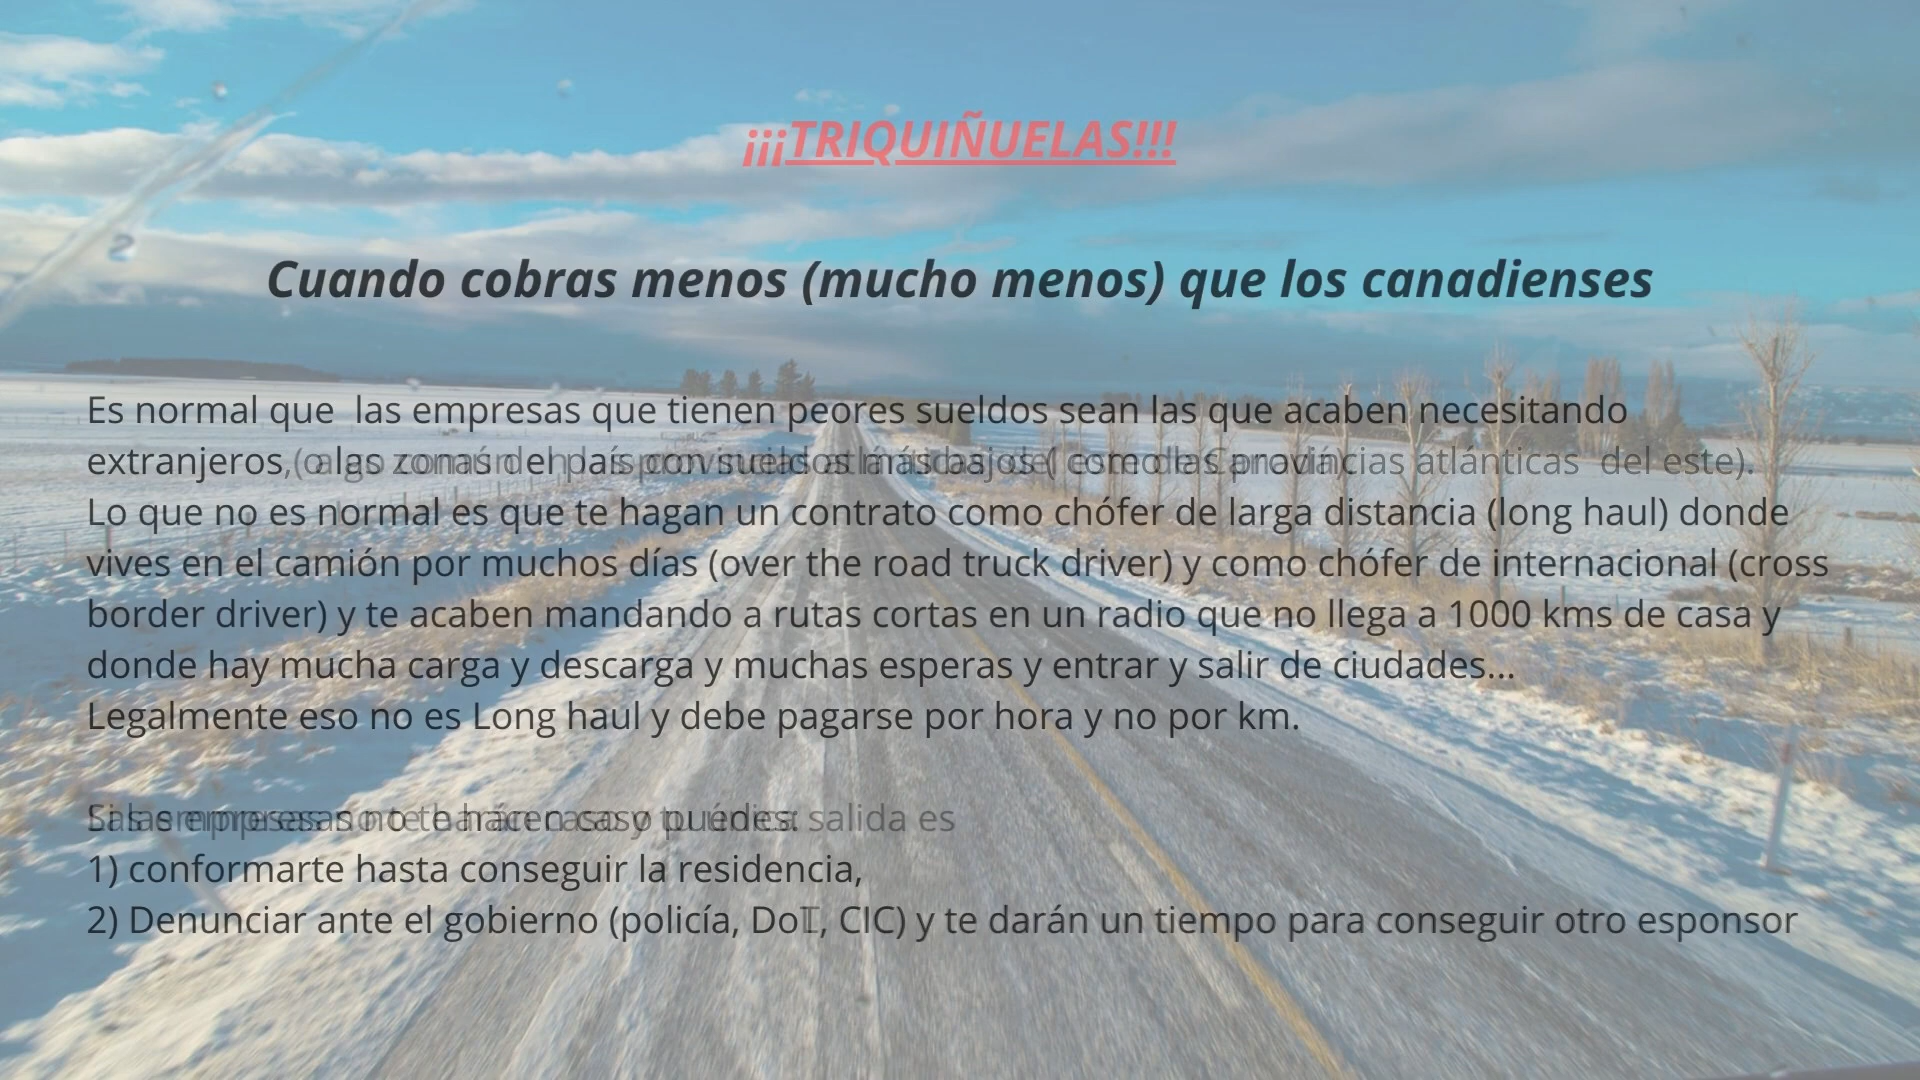 ¡¡¡TRIQUIÑUELAS!!!
Cuando cobras menos (mucho menos) que los canadienses
Es normal que las empresas que tienen peores sueldos sean las que acaben necesitando
extranjeros, del este).
Lo que no es normal es que te hagan un contrato como chófer de larga distancia (long haul) donde
vives en el camión por muchos días (over the road truck driver) y como chófer de internacional (cross
border driver) y te acaben mandando a rutas cortas en un radio que no llega a 1000 kms de casa y
donde hay mucha carga y descarga y muchas esperas y entrar y salir de ciudades...
Legalmente eso no es Long haul y debe pagarse por hora y no por km.
salida es
1) conformarte hasta conseguir la residencia,
2) Denunciar ante el gobierno (policía, CIC) y te darán un tiempo para conseguir otro esponsor